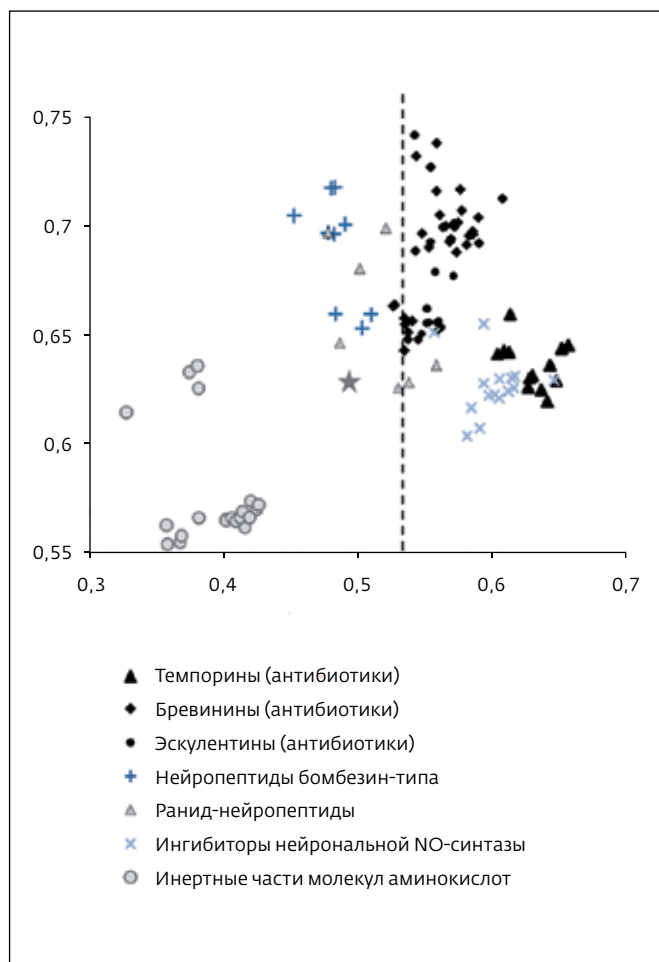 0,75
0,7
0,65
0,6
0,55
0,3 0,4 0,5 0,6 0,7
Темпорины (антибиотики)
Бревинины (антибиотики)
Эскулентины (антибиотики)
Нейропептиды бомбезин-типа
Ранид-нейропептиды
Ингибиторы нейрональной NO-синтазы
Инертные части молекул аминокислот